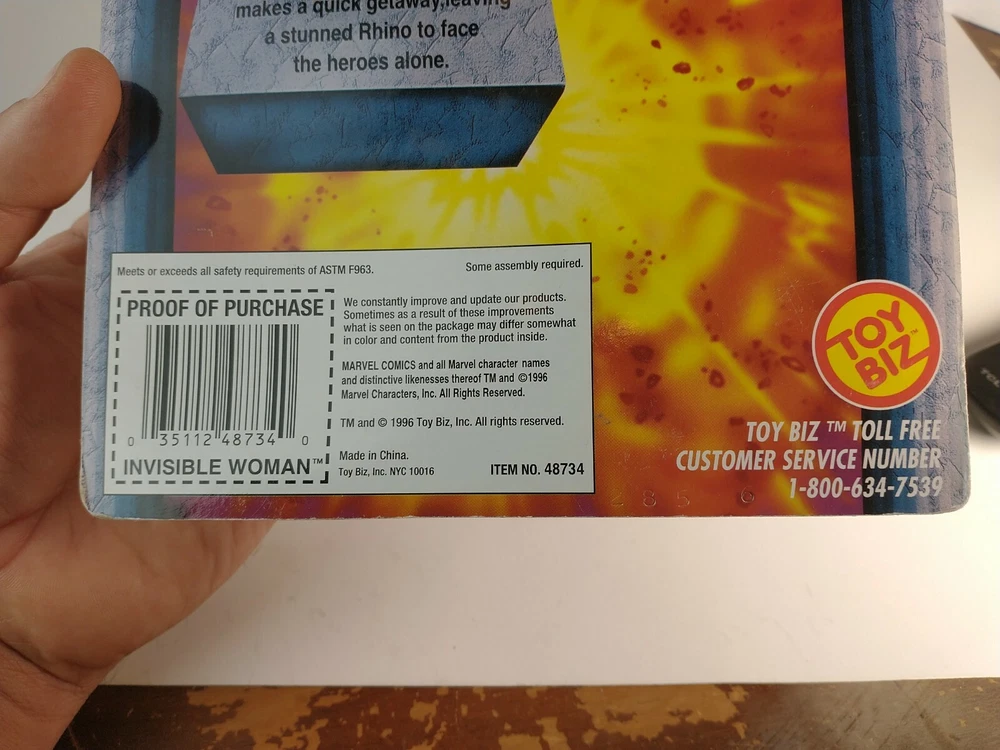 makes a quick getaway, leaving
a stunned Rhino to face
the heroes alone.
Meets or exceeds all safety requirements of ASTM F963.
Some assembly required.
PROOF OF PURCHASE
0 35112 48734 0
INVISIBLE WOMAN™
We constantly improve and update our products.
Sometimes as a result of these improvements
what is seen on the package may differ somewhat
in color and content from the product inside.
MARVEL COMICS and all Marvel character names
and distinctive likenesses thereof TM and ©1996
Marvel Characters, Inc. All Rights Reserved.
TM and © 1996 Toy Biz, Inc. All rights reserved.
Made in China.
Toy Biz, Inc. NYC 10016
ITEM NO. 48734
TOY
BIZ™
TOY BIZ ™ TOLL FREE
CUSTOMER SERVICE NUMBER
1-800-634-7539